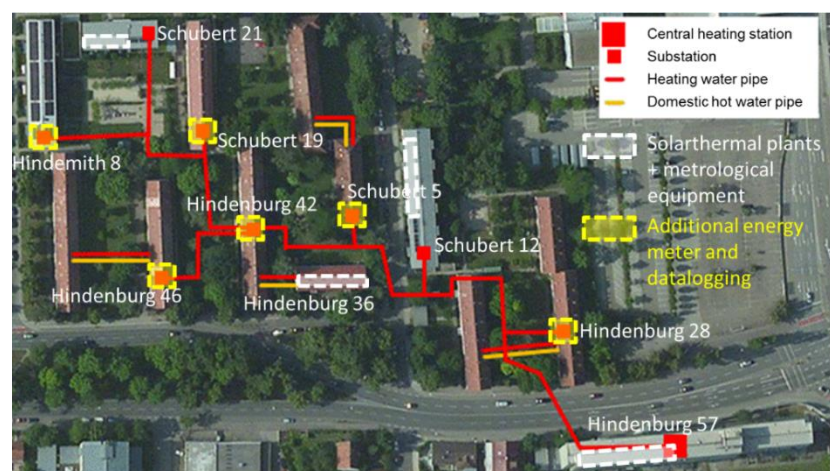 Schubert 21
Central heating station
Substation
Heating water pipe
Domestic hot water pipe
Schubert 19
Hindemith 8
Solarthermal plants
+ metrological
equipment
Hindenburg 42
Schubert 5
Additional energy
meter and
datalogging
Schubert 12
Hindenburg 46
Hindenburg 36
Hindenburg 28
Hindenburg 57